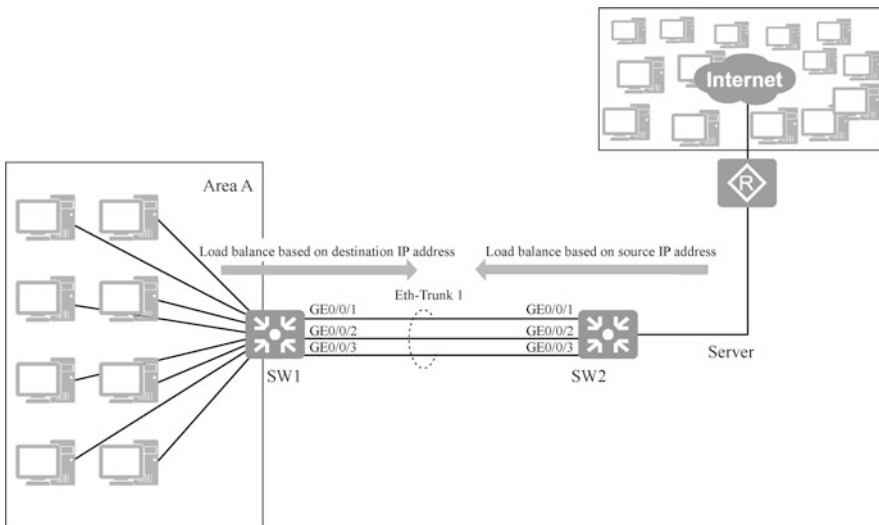 Internet
R
Area A
Load balance based on destination IP address
Load balance based on source IP address
Eth-Trunk 1
GE0/0/1
GE0/0/1
GE0/0/2
GE0/0/2
GE0/0/3
GE0/0/3
Server
SW1
SW2